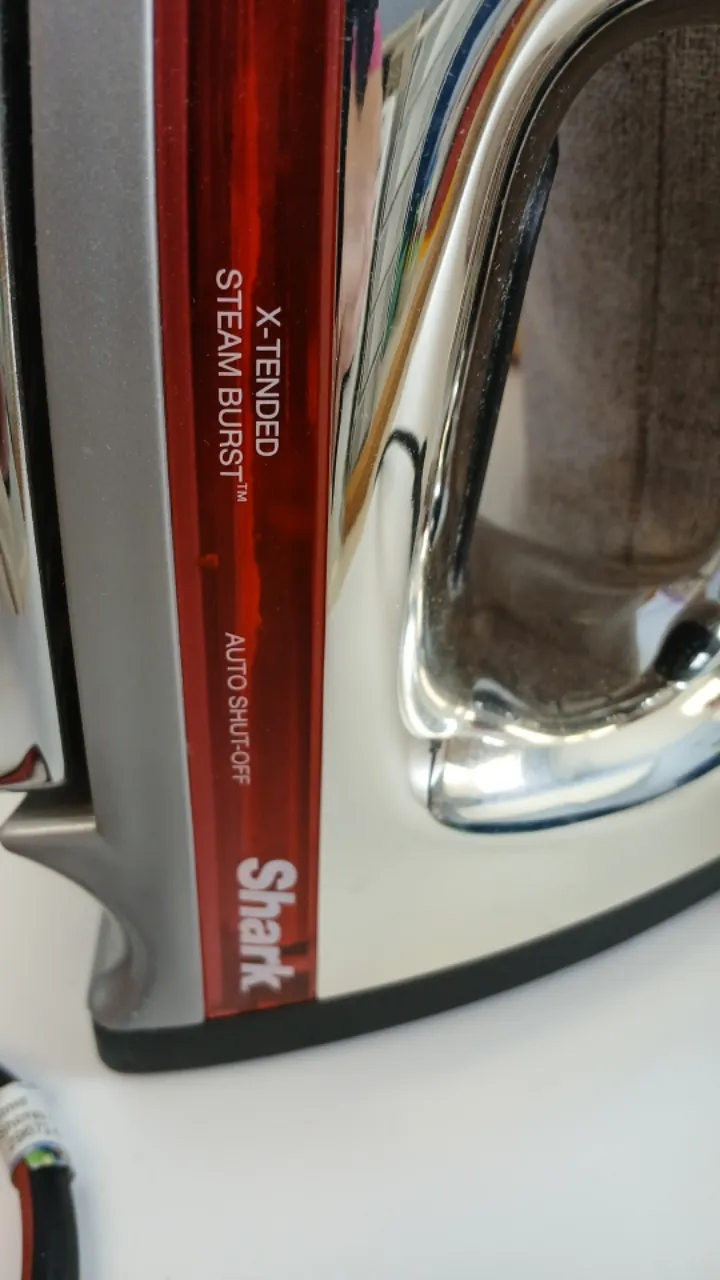 X-TENDED
STEAM BURST™
AUTO SHUT-OFF
Shark